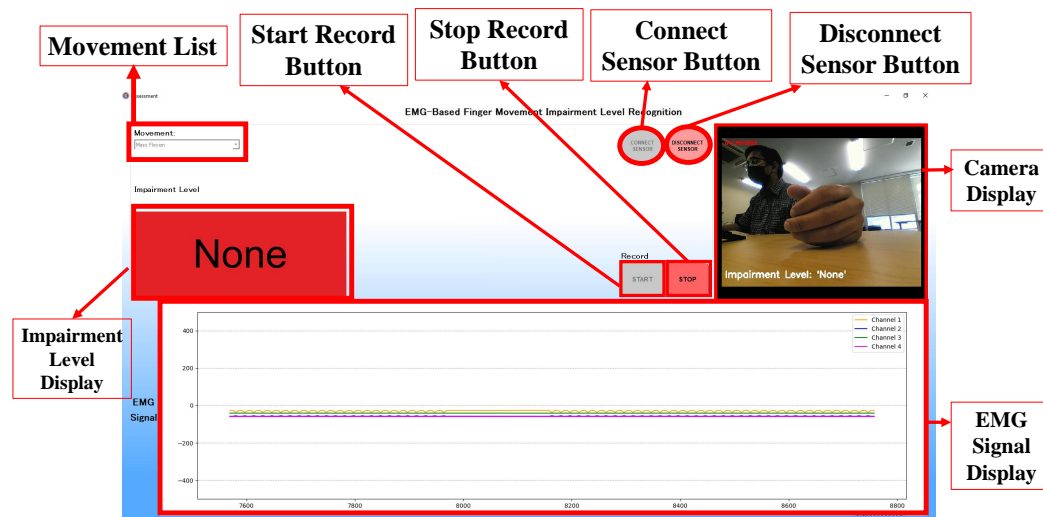 Movement List
Start Record
Button
Stop Record
Button
Connect
Sensor Button
Disconnect
Sensor Button
Assessment
EMG-Based Finger Movement Impairment Level Recognition
Movement:
Mass Flexion
CONNECT
SENSOR
DISCONNECT
SENSOR
Camera
Display
Impairment Level
None
Record
START
STOP
Impairment Level: 'None'
Impairment
Level
Display
Channel 1
Channel 2
Channel 3
Channel 4
400
200
0
−200
−400
EMG
Signal
7600
7800
8000
8200
8400
8600
8800
EMG
Signal
Display